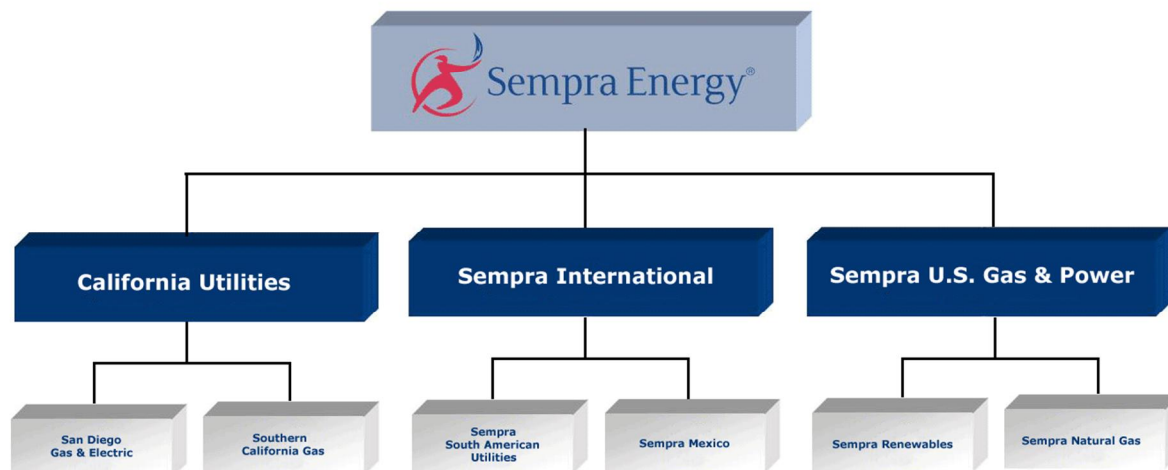 Sempra Energy®
California Utilities
Sempra International
Sempra U.S. Gas & Power
San Diego
Gas & Electric
Southern
California Gas
Sempra
South American
Utilities
Sempra Mexico
Sempra Renewables
Sempra Natural Gas